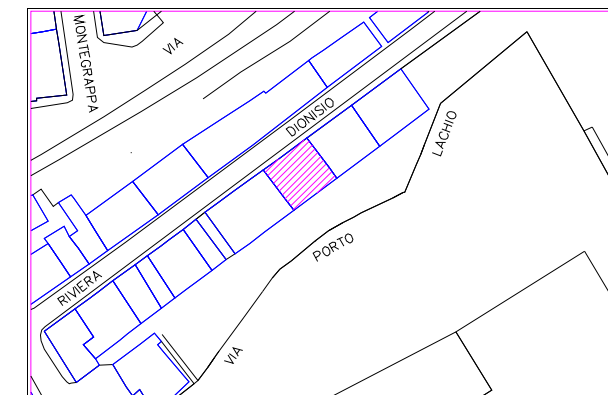 MONTEGRAPPA
VIA
DIONISIO
LACHIO
PORTO
RIVIERA
VIA